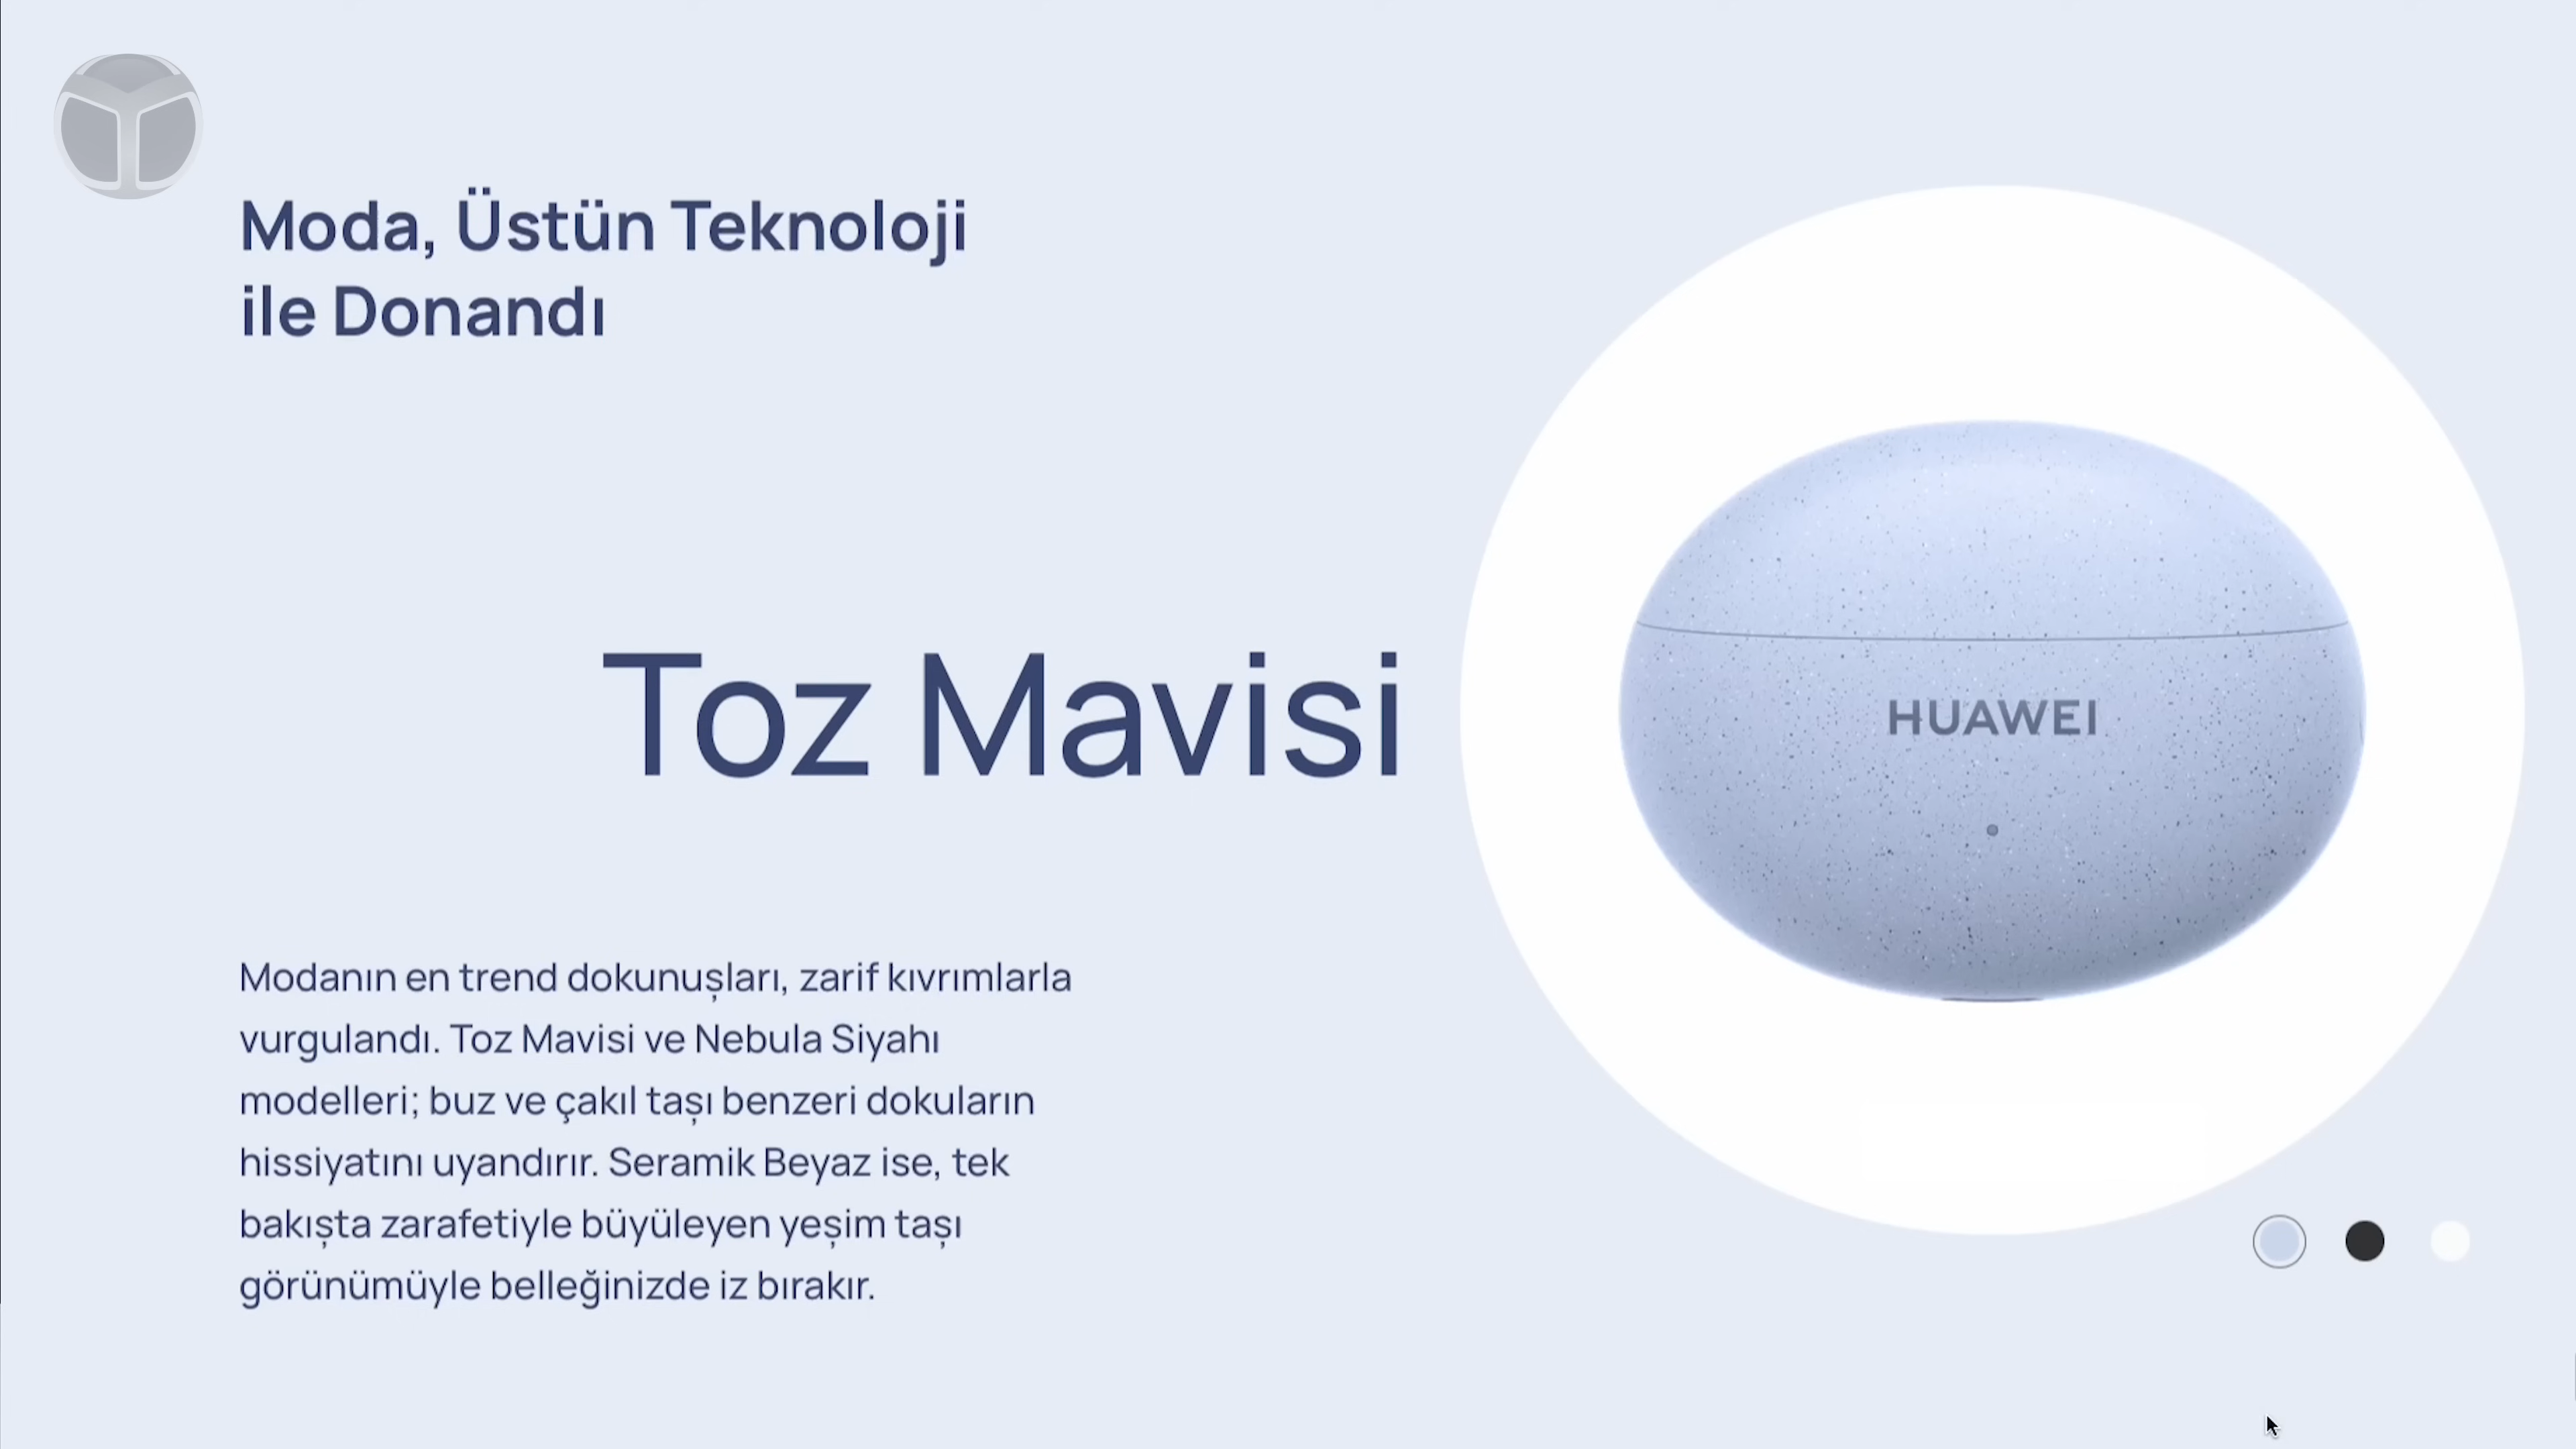 Moda, Üstün Teknoloji
ile Donandı
Toz Mavisi
HUAWEI
Modanın en trend dokunuşları, zarif kıvrımlarla
vurgulandı. Toz Mavisi ve Nebula Siyahı
modelleri; buz ve çakıl taşı benzeri dokuların
hissiyatını uyandırır. Seramik Beyaz ise, tek
bakışta zarafetiyle büyüleyen yeşim taşı
görünümüyle belleğinizde iz bırakır.